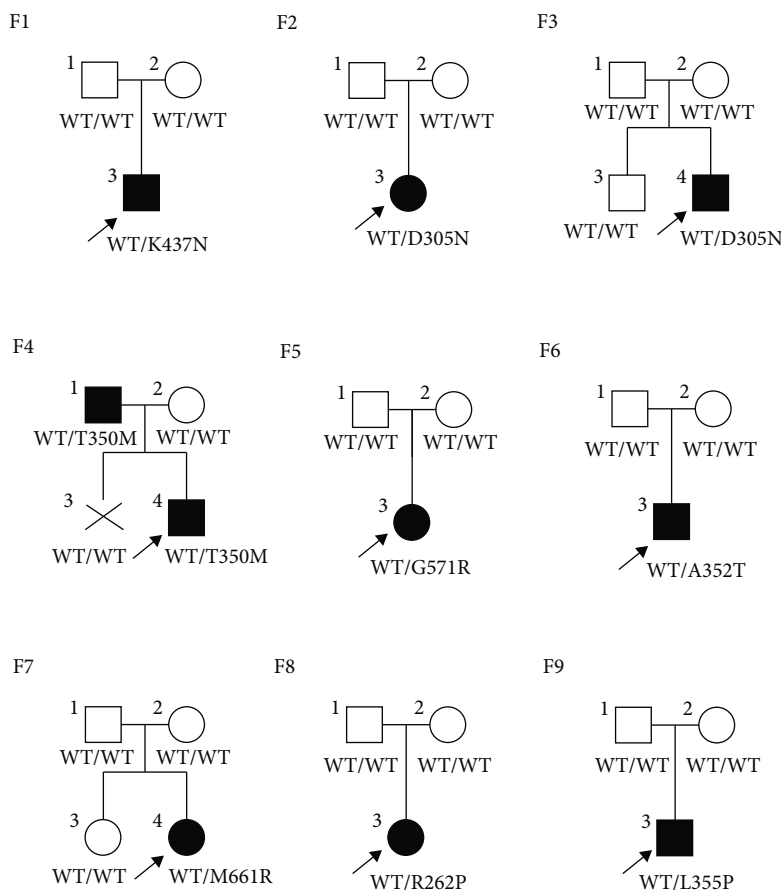 F1 F2 F3
1 2 1 2 1 2
WT/WT WT/WT WT/WT WT/WT WT/WT WT/WT
3 3 3 4
WT/K437N WT/D305N WT/WT WT/D305N
F4 F5 F6
1 2 1 2 1 2
WT/T350M WT/WT WT/WT WT/WT WT/WT WT/WT
3 4 3 3
WT/WT WT/T350M WT/G571R WT/A352T
F7 F8 F9
1 2 1 2 1 2
WT/WT WT/WT WT/WT WT/WT WT/WT WT/WT
3 4 3 3
WT/WT WT/M661R WT/R262P WT/L355P